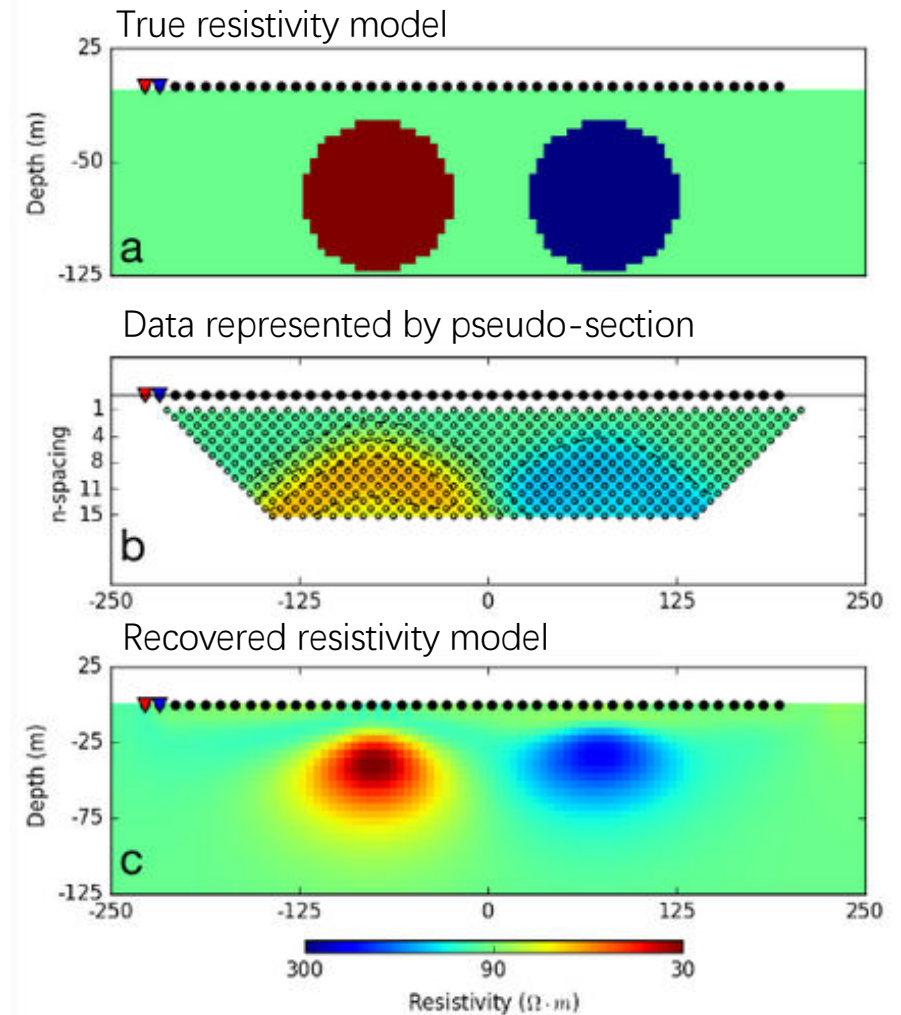 True resistivity model
25
-50
-125
Depth (m)
a
Data represented by pseudo-section
1
4
8
11
15
n-spacing
b
-250 -125 0 125 250
Recovered resistivity model
25
-25
-75
-125
Depth (m)
c
-250 -125 0 125 250
300 90 30
Resistivity (Ω · m)